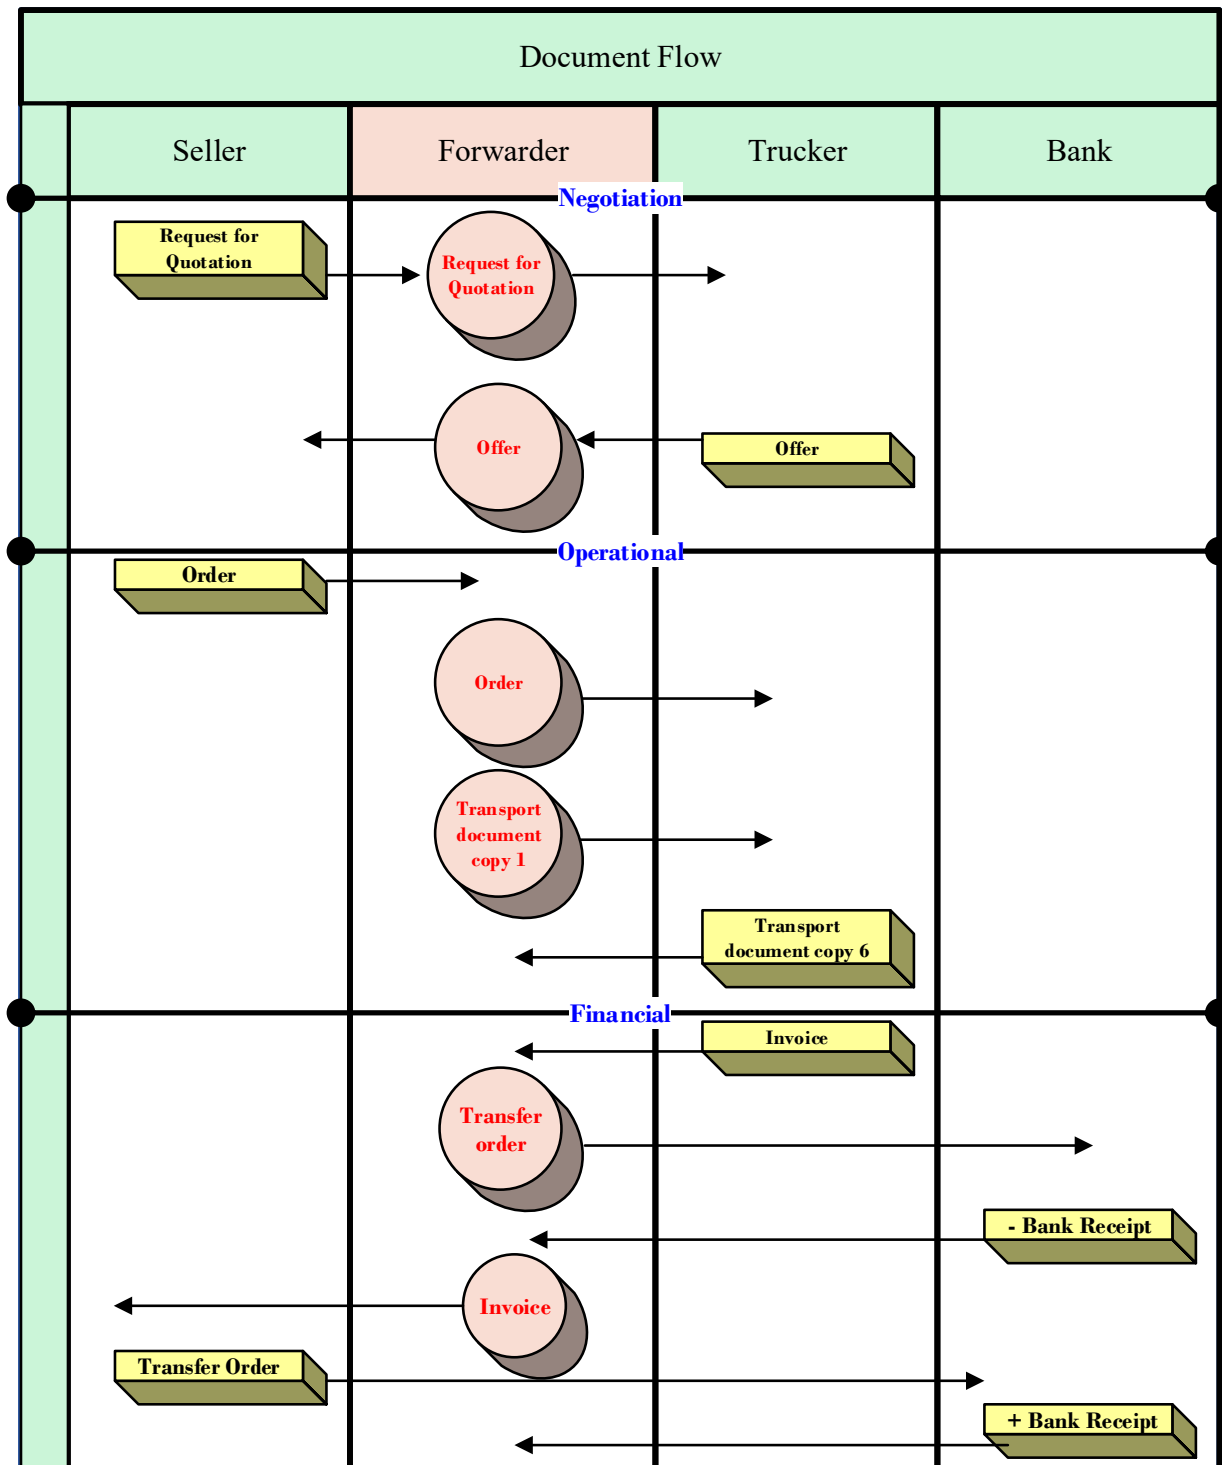 Document Flow
Seller
Forwarder
Trucker
Bank
Negotiation
Request for
Quotation
Request for
Quotation
Offer
Offer
Operational
Order
Order
Transport
document
copy 1
Transport
document copy 6
Financial
Invoice
Transfer
order
- Bank Receipt
Invoice
Transfer Order
+ Bank Receipt